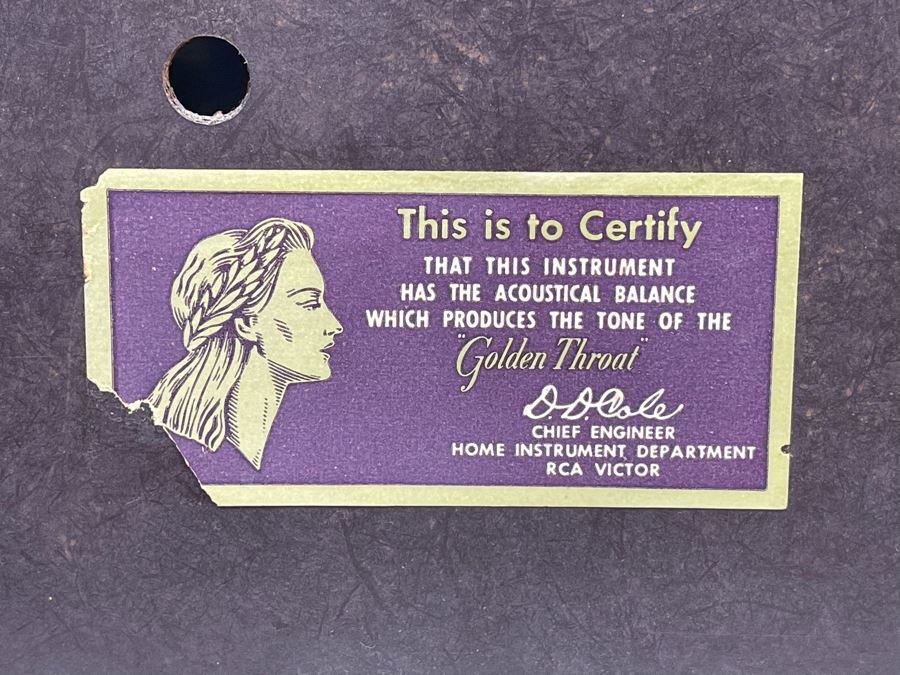 This is to Certify
THAT THIS INSTRUMENT
HAS THE ACOUSTICAL BALANCE
WHICH PRODUCES THE TONE OF THE
"Golden Throat"
D.D.Cole
CHIEF ENGINEER
HOME INSTRUMENT DEPARTMENT
RCA VICTOR